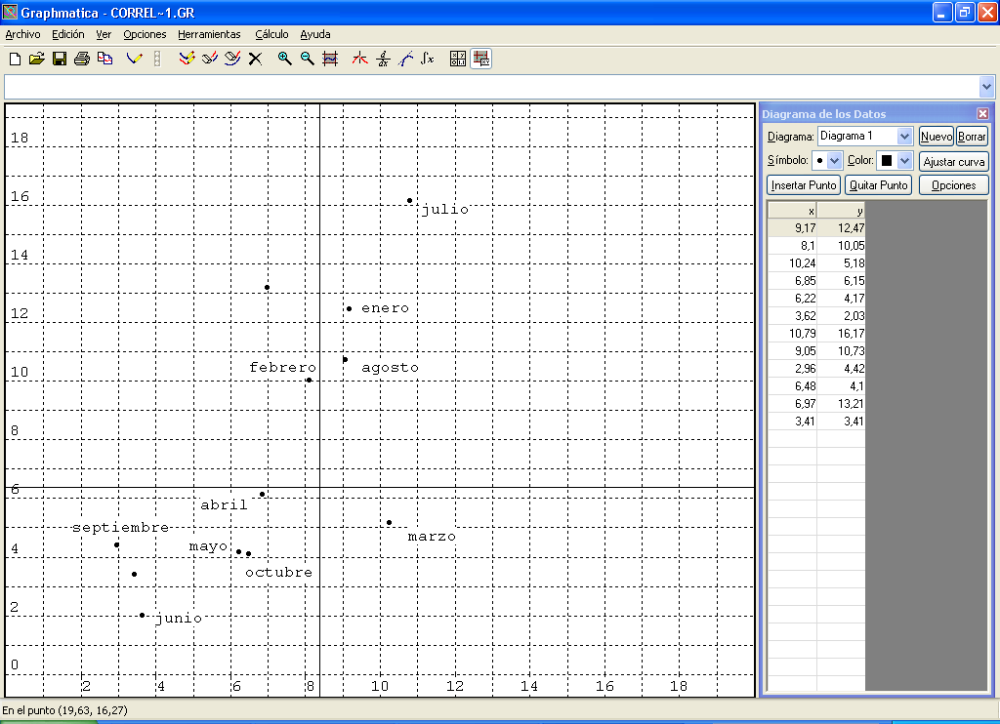 Graphmatica - CORREL~1.GR
Archivo Edición Ver Opciones Herramientas Cálculo Ayuda
Diagrama de los Datos
Diagrama: Diagrama 1 Nuevo Borrar
Símbolo: Color: Ajustar curva
Insertar Punto Quitar Punto Opciones
x y
9,17 12,47
8,1 10,05
10,24 5,18
6,85 6,15
6,22 4,17
3,62 2,03
10,79 16,17
9,05 10,73
2,96 4,42
6,48 4,1
6,97 13,21
3,41 3,41
18
16
julio
14
12
enero
10
febrero
agosto
8
6
abril
septiembre
marzo
4
mayo
octubre
2
junio
0
2 4 6 8 10 12 14 16 18
En el punto (19,63, 16,27)